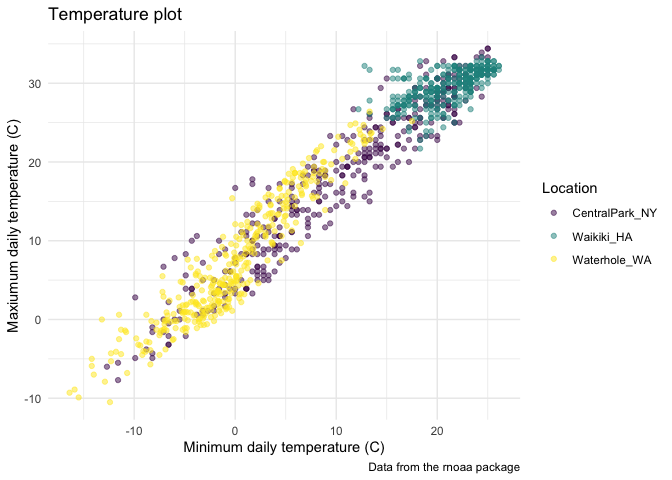 Temperature plot
Maxiumum daily temperature (C)
30
20
10
0
-10
-10
0
10
20
Minimum daily temperature (C)
Data from the rnoaa package
Location
CentralPark_NY
Waikiki_HA
Waterhole_WA